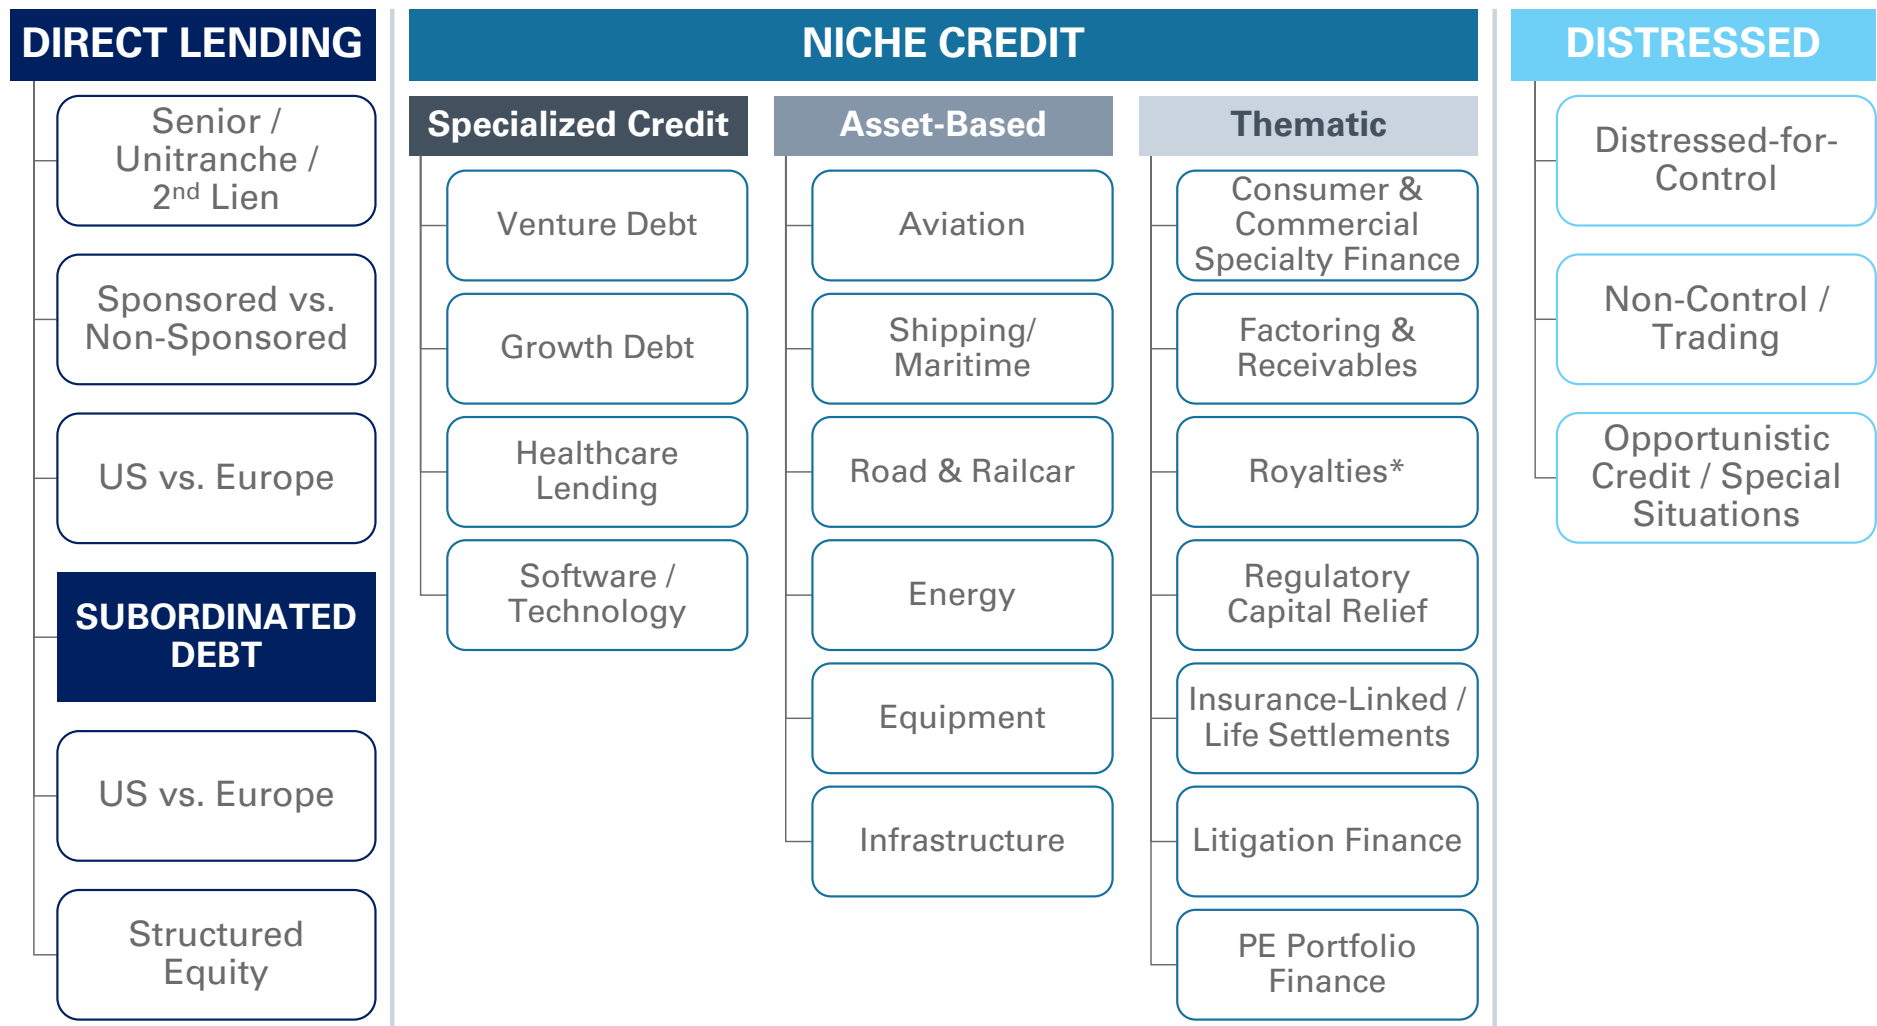 DIRECT LENDING
Senior /
Unitranche /
2nd Lien
Sponsored vs.
Non-Sponsored
US vs. Europe
SUBORDINATED
DEBT
US vs. Europe
Structured
Equity
NICHE CREDIT
Specialized Credit
Venture Debt
Growth Debt
Healthcare
Lending
Software /
Technology
Asset-Based
Aviation
Shipping/
Maritime
Road & Railcar
Energy
Equipment
Infrastructure
Thematic
Consumer &
Commercial
Specialty Finance
Factoring &
Receivables
Royalties*
Regulatory
Capital Relief
Insurance-Linked /
Life Settlements
Litigation Finance
PE Portfolio
Finance
DISTRESSED
Distressed-for-
Control
Non-Control /
Trading
Opportunistic
Credit / Special
Situations